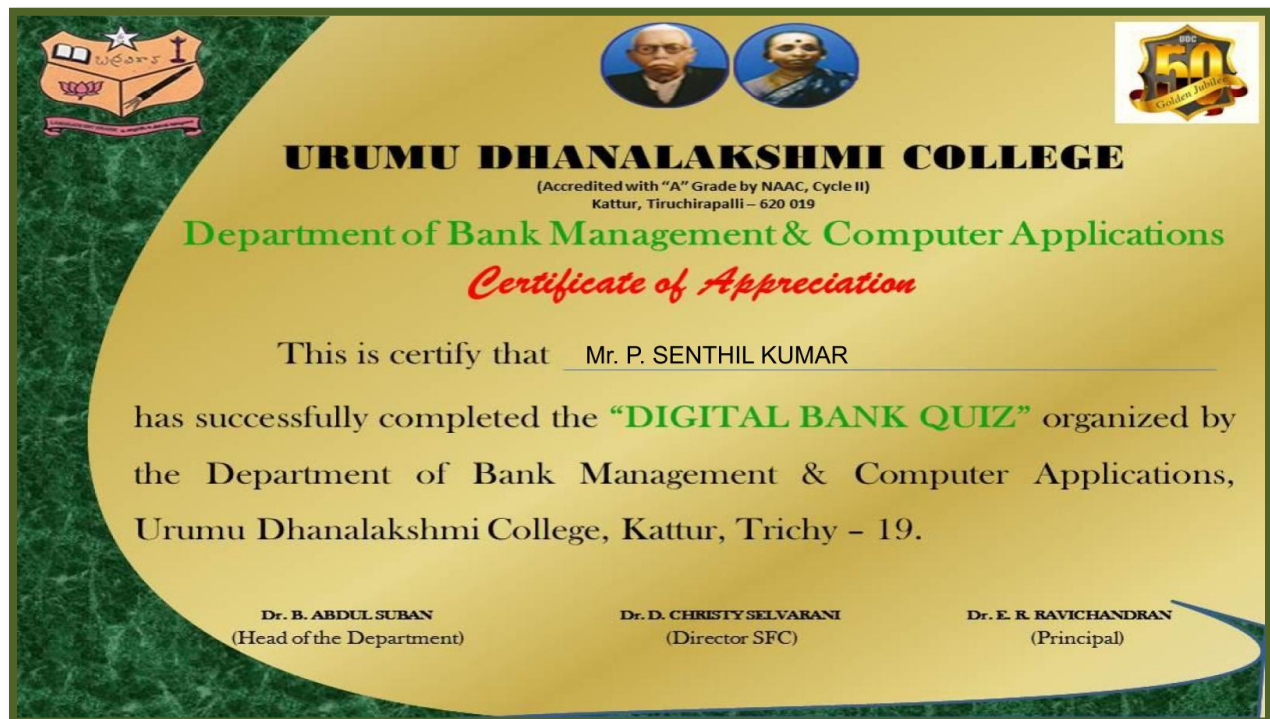 UDC
50
Golden Jubilee
URUMU DHANALAKSHMI COLLEGE
(Accredited with “A” Grade by NAAC, Cycle II)
Kattur, Tiruchirapalli – 620 019
Department of Bank Management & Computer Applications
Certificate of Appreciation
This is certify that Mr. P. SENTHIL KUMAR
has successfully completed the “DIGITAL BANK QUIZ” organized by
the Department of Bank Management & Computer Applications,
Urumu Dhanalakshmi College, Kattur, Trichy – 19.
Dr. B. ABDUL SUBAN Dr. D. CHRISTY SELVARANI Dr. E. R. RAVICHANDRAN
(Head of the Department) (Director SFC) (Principal)